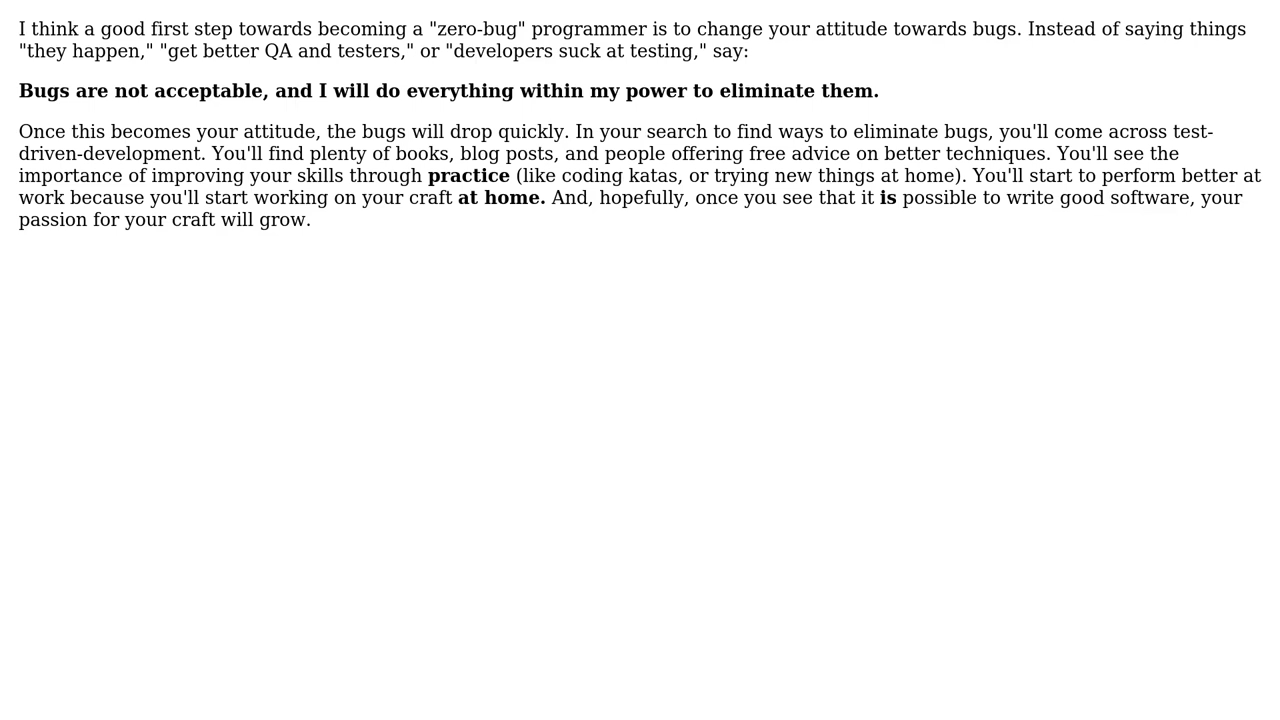 I think a good first step towards becoming a "zero-bug" programmer is to change your attitude towards bugs. Instead of saying things
"they happen," "get better QA and testers," or "developers suck at testing," say:
Bugs are not acceptable, and I will do everything within my power to eliminate them.
Once this becomes your attitude, the bugs will drop quickly. In your search to find ways to eliminate bugs, you'll come across test-
driven-development. You'll find plenty of books, blog posts, and people offering free advice on better techniques. You'll see the
importance of improving your skills through practice (like coding katas, or trying new things at home). You'll start to perform better at
work because you'll start working on your craft at home. And, hopefully, once you see that it is possible to write good software, your
passion for your craft will grow.